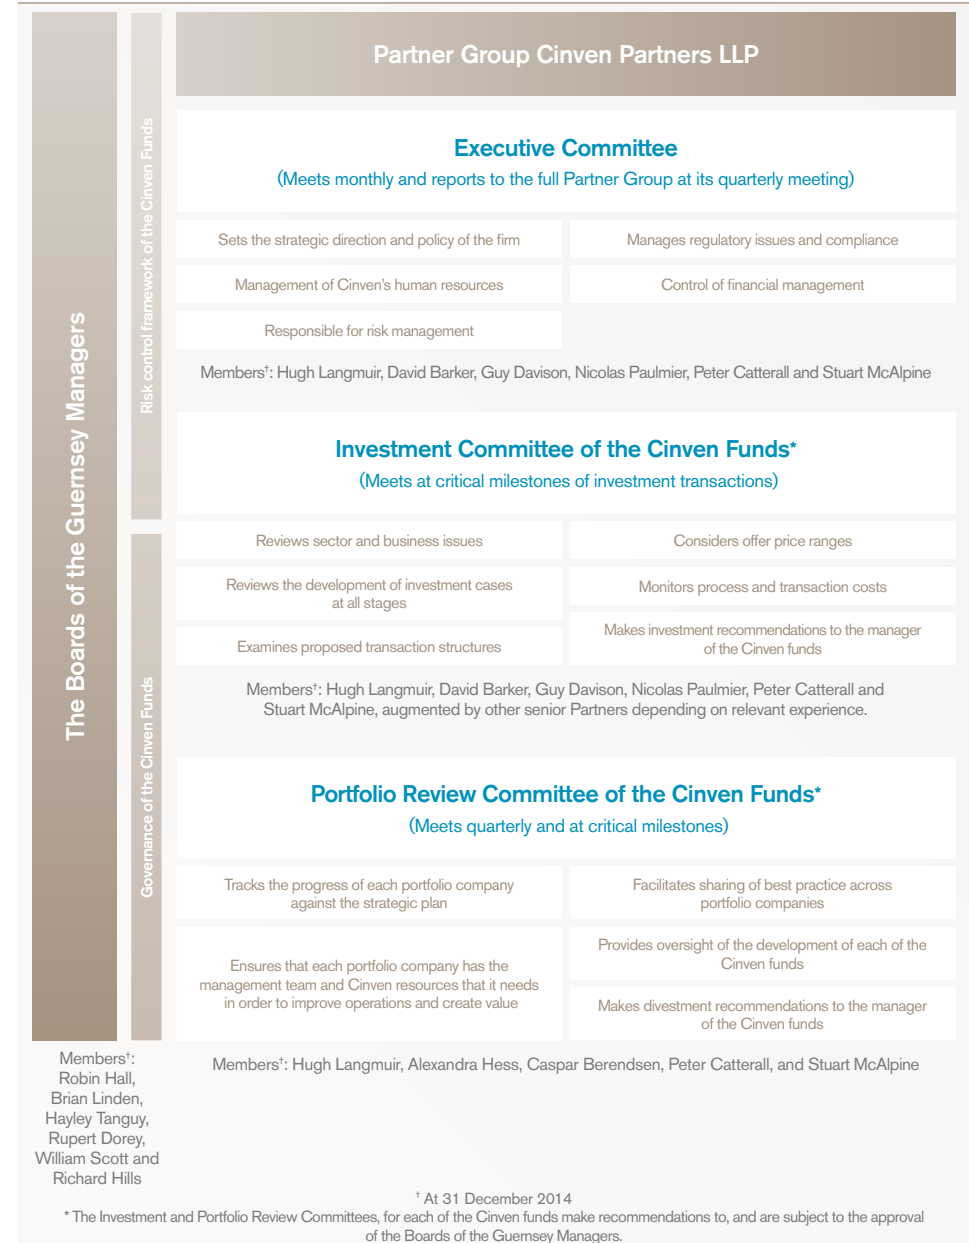 Partner Group Cinven Partners LLP
The Boards of the Guernsey Managers
Risk control framework of the Cinven Funds
Governance of the Cinven Funds
Executive Committee
(Meets monthly and reports to the full Partner Group at its quarterly meeting)
Sets the strategic direction and policy of the firm
Manages regulatory issues and compliance
Management of Cinven's human resources
Control of financial management
Responsible for risk management
Members†: Hugh Langmuir, David Barker, Guy Davison, Nicolas Paulmier, Peter Catterall and Stuart McAlpine
Investment Committee of the Cinven Funds*
(Meets at critical milestones of investment transactions)
Reviews sector and business issues
Considers offer price ranges
Reviews the development of investment cases
at all stages
Monitors process and transaction costs
Examines proposed transaction structures
Makes investment recommendations to the manager
of the Cinven funds
Members†: Hugh Langmuir, David Barker, Guy Davison, Nicolas Paulmier, Peter Catterall and
Stuart McAlpine, augmented by other senior Partners depending on relevant experience.
Portfolio Review Committee of the Cinven Funds*
(Meets quarterly and at critical milestones)
Tracks the progress of each portfolio company
against the strategic plan
Facilitates sharing of best practice across
portfolio companies
Ensures that each portfolio company has the
management team and Cinven resources that it needs
in order to improve operations and create value
Provides oversight of the development of each of the
Cinven funds
Makes divestment recommendations to the manager
of the Cinven funds
Members†: Hugh Langmuir, Alexandra Hess, Caspar Berendsen, Peter Catterall, and Stuart McAlpine
Members†:
Robin Hall,
Brian Linden,
Hayley Tanguy,
Rupert Dorey,
William Scott and
Richard Hills
† At 31 December 2014
* The Investment and Portfolio Review Committees, for each of the Cinven funds make recommendations to, and are subject to the approval
of the Boards of the Guernsey Managers.